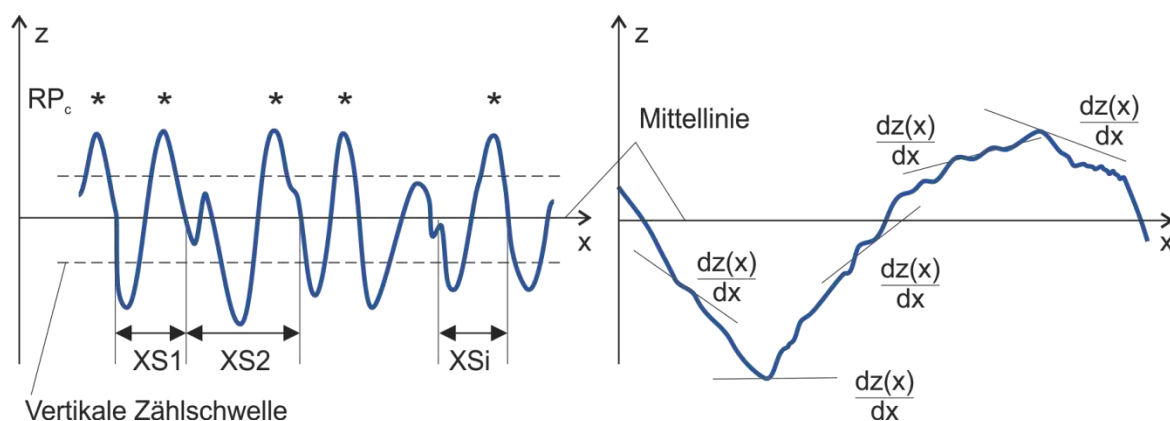 z
RPc * * * * *
x
XS1 XS2 XSi
Vertikale Zählschwelle
Mittellinie
z
dz(x)
dx
dz(x)
dx
dz(x)
dx
dz(x)
dx
dz(x)
dx
x